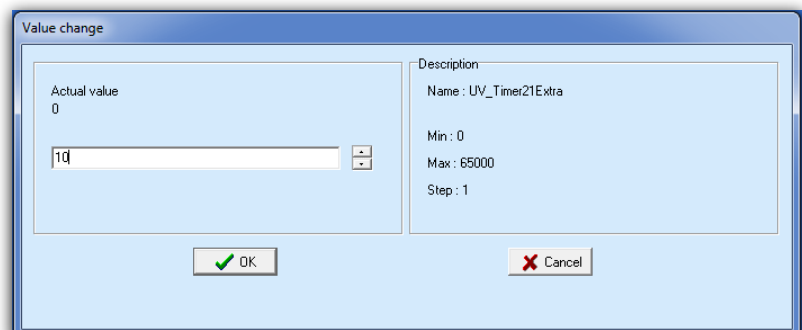 Value change
Actual value
0
10
Description
Name : UV_Timer21Extra
Min : 0
Max : 65000
Step : 1
OK
Cancel